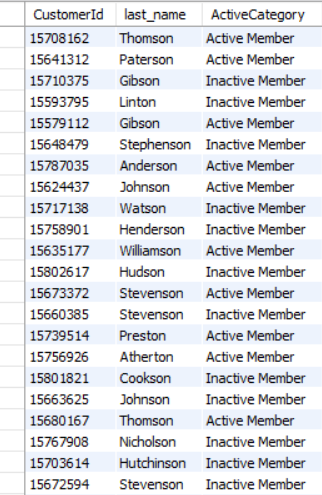 CustomerId last_name ActiveCategory
15708162 Thomson Active Member
15641312 Paterson Active Member
15710375 Gibson Inactive Member
15593795 Linton Inactive Member
15579112 Gibson Active Member
15648479 Stephenson Inactive Member
15787035 Anderson Active Member
15624437 Johnson Active Member
15717138 Watson Inactive Member
15758901 Henderson Inactive Member
15635177 Williamson Active Member
15802617 Hudson Inactive Member
15673372 Stevenson Active Member
15660385 Stevenson Inactive Member
15739514 Preston Active Member
15756926 Atherton Active Member
15801821 Cookson Inactive Member
15663625 Johnson Inactive Member
15680167 Thomson Active Member
15767908 Nicholson Inactive Member
15703614 Hutchinson Inactive Member
15672594 Stevenson Inactive Member